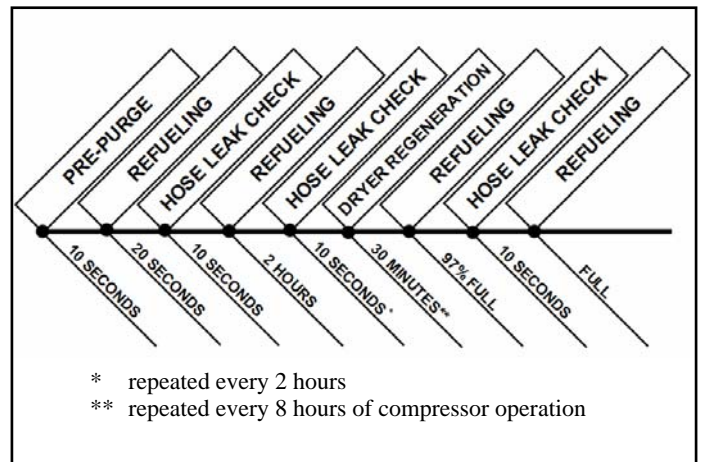 PRE-PURGE
REFUELING
HOSE LEAK CHECK
REFUELING
HOSE LEAK CHECK
DRYER REGENERATION
REFUELING
HOSE LEAK CHECK
REFUELING
10 SECONDS
20 SECONDS
10 SECONDS
2 HOURS
10 SECONDS*
30 MINUTES**
97% FULL
10 SECONDS
FULL
* repeated every 2 hours
** repeated every 8 hours of compressor operation